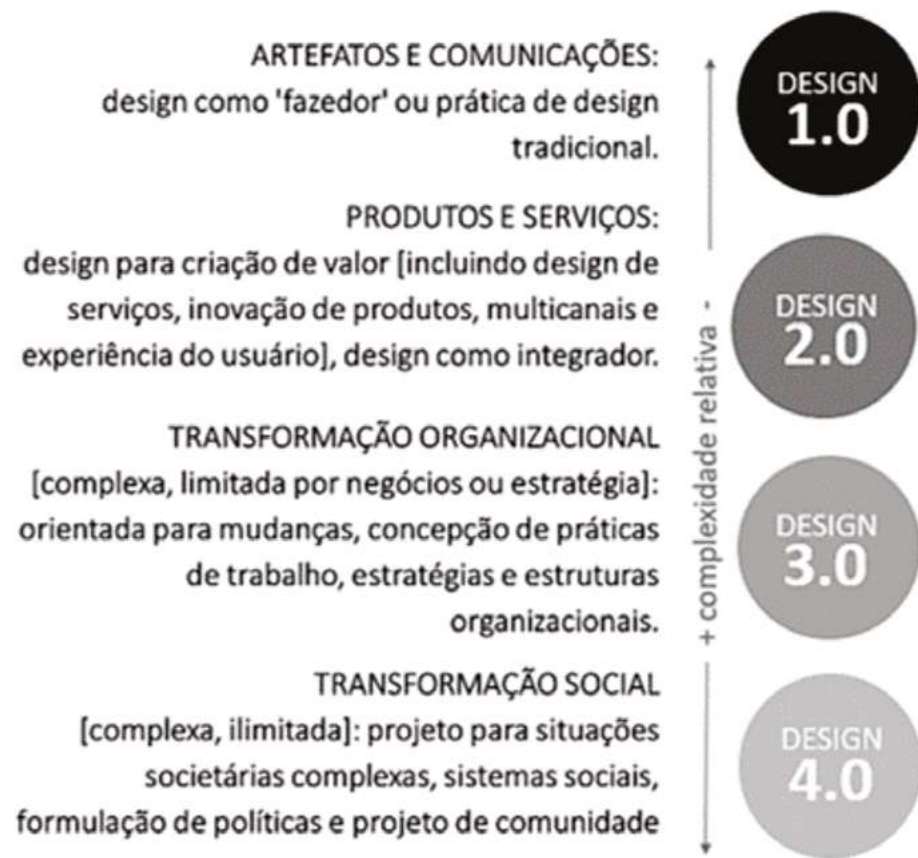 ARTEFATOS E COMUNICAÇÕES:
design como 'fazedor' ou prática de design
tradicional.
DESIGN
1.0
PRODUTOS E SERVIÇOS:
design para criação de valor [incluindo design de
serviços, inovação de produtos, multicanais e
experiência do usuário], design como integrador.
DESIGN
2.0
TRANSFORMAÇÃO ORGANIZACIONAL
[complexa, limitada por negócios ou estratégia]:
orientada para mudanças, concepção de práticas
de trabalho, estratégias e estruturas
organizacionais.
DESIGN
3.0
TRANSFORMAÇÃO SOCIAL
[complexa, ilimitada]: projeto para situações
societárias complexas, sistemas sociais,
formulação de políticas e projeto de comunidade
DESIGN
4.0
+ complexidade relativa -